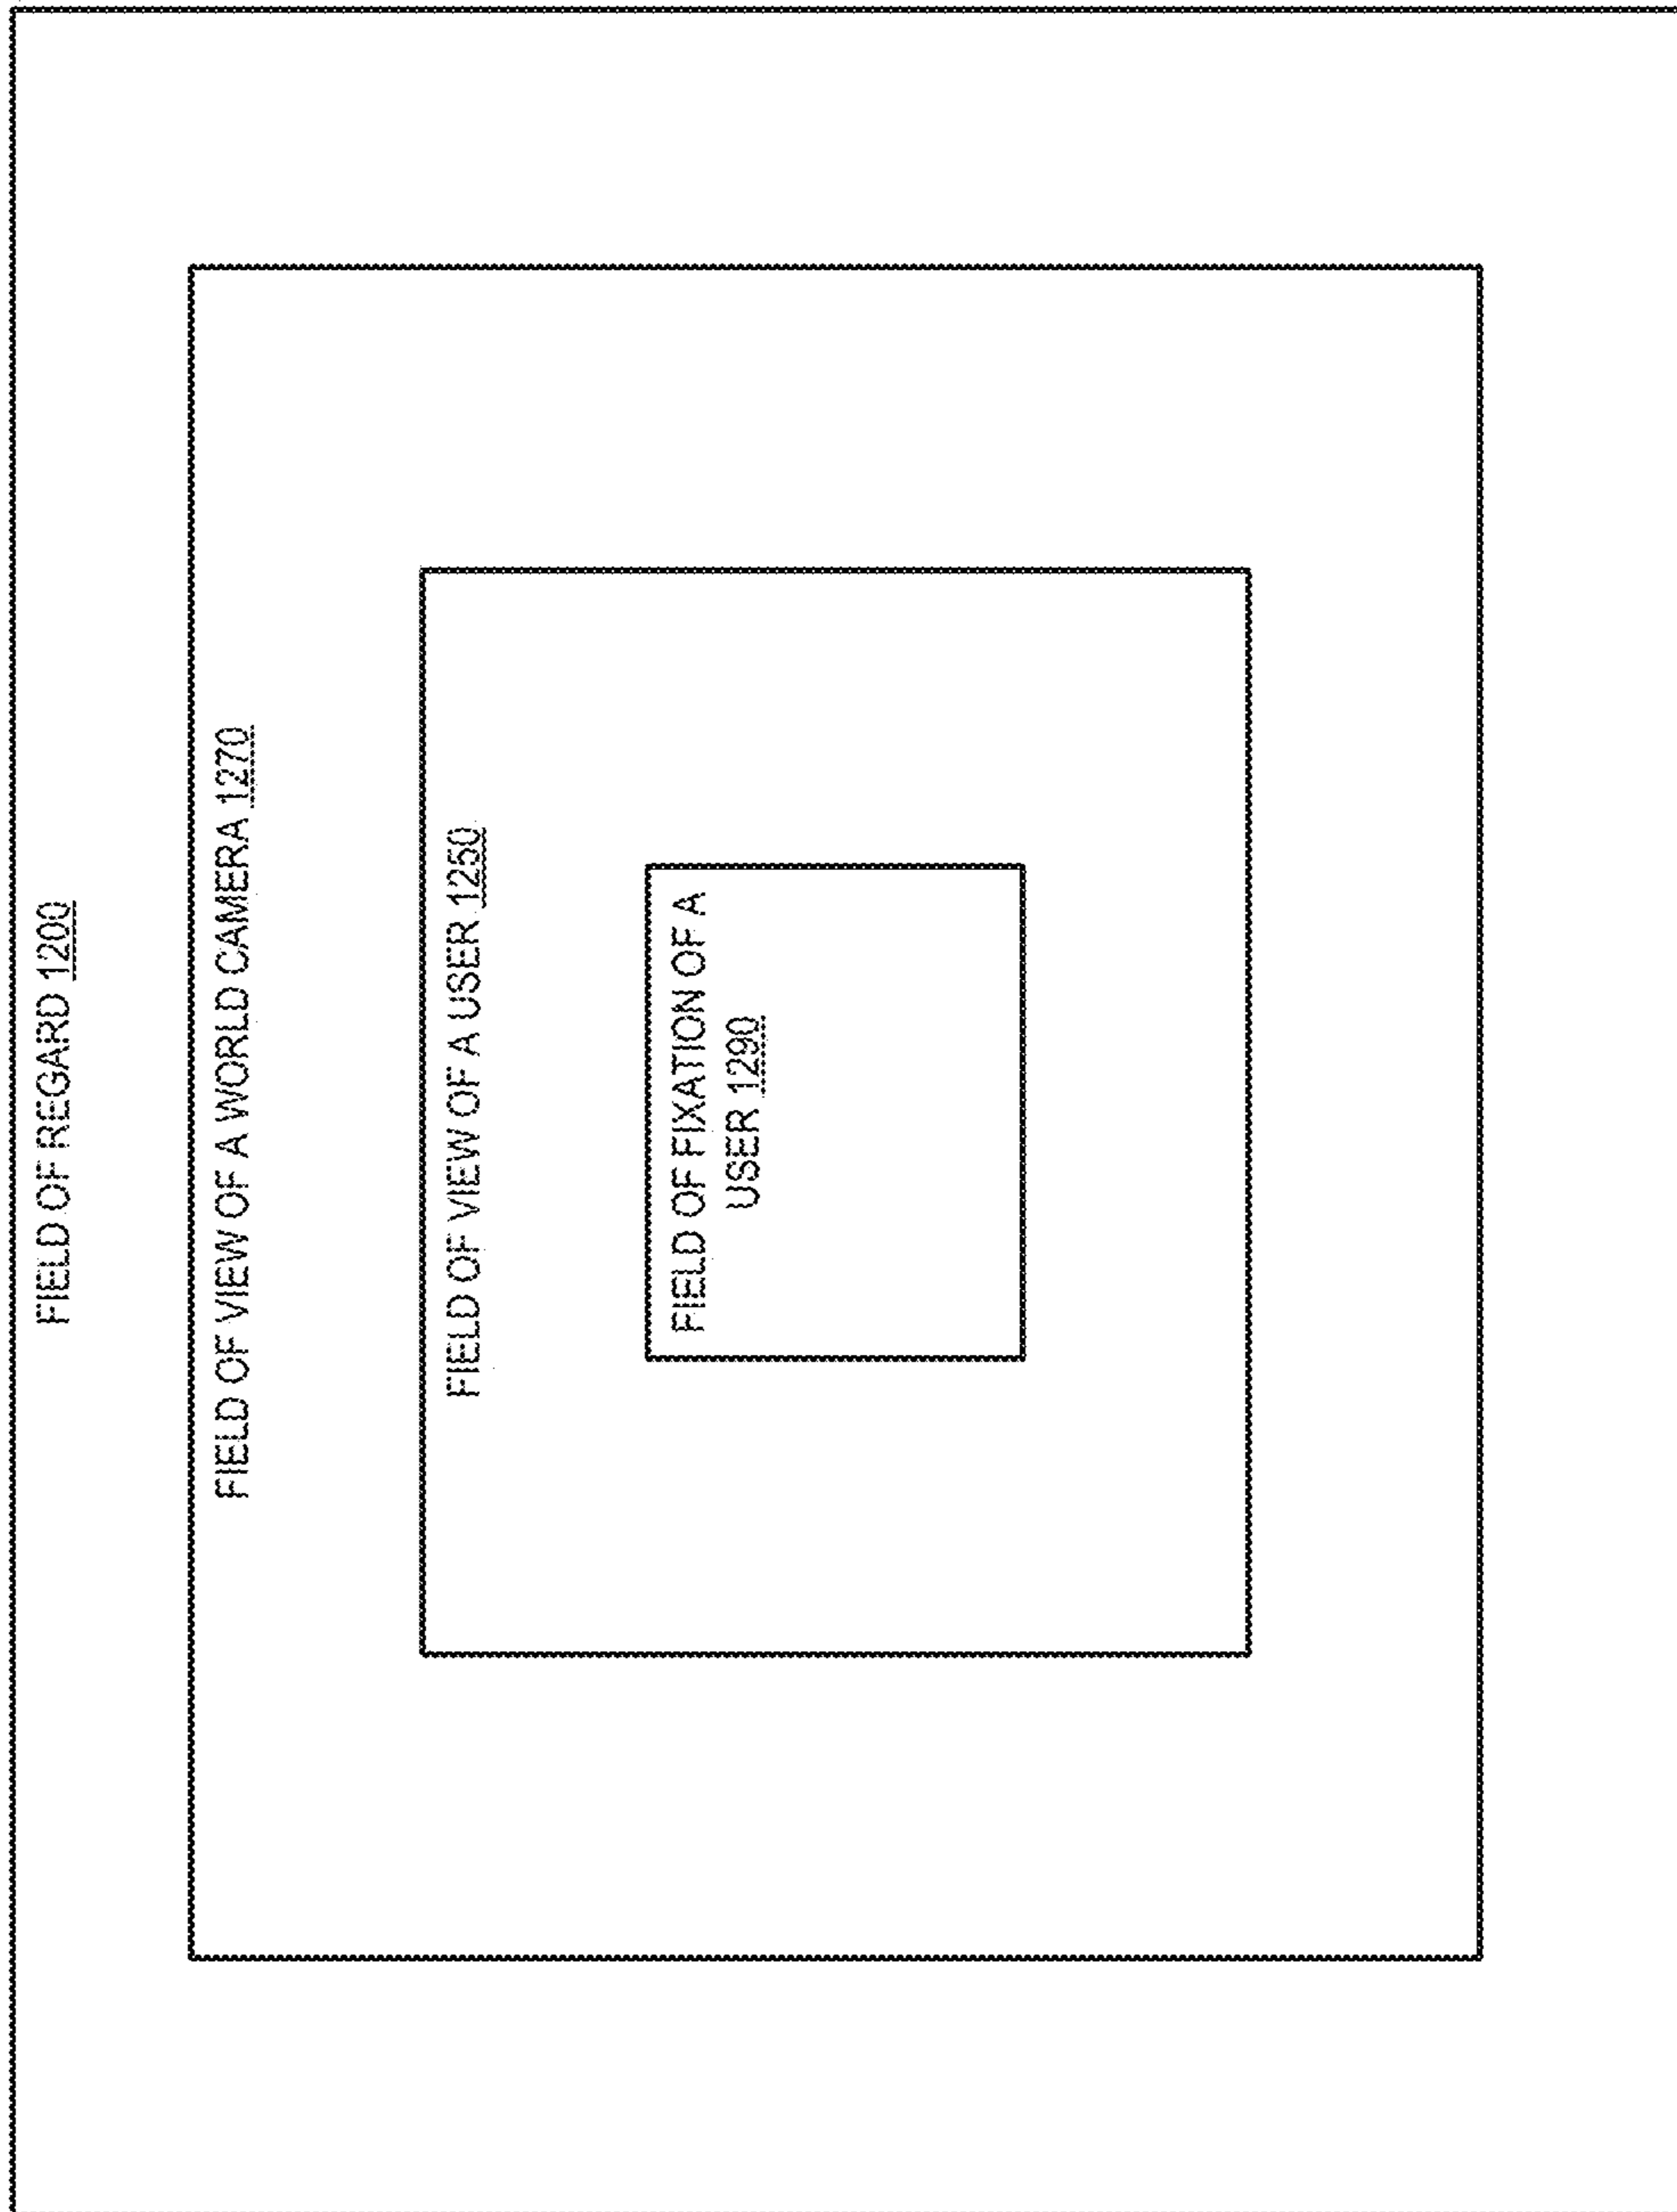 FIELD OF REGARD 1200
FIELD OF VIEW OF A WORLD CAMERA 1270
FIELD OF VIEW OF A USER 1250
FIELD OF FIXATION OF A
USER 1290